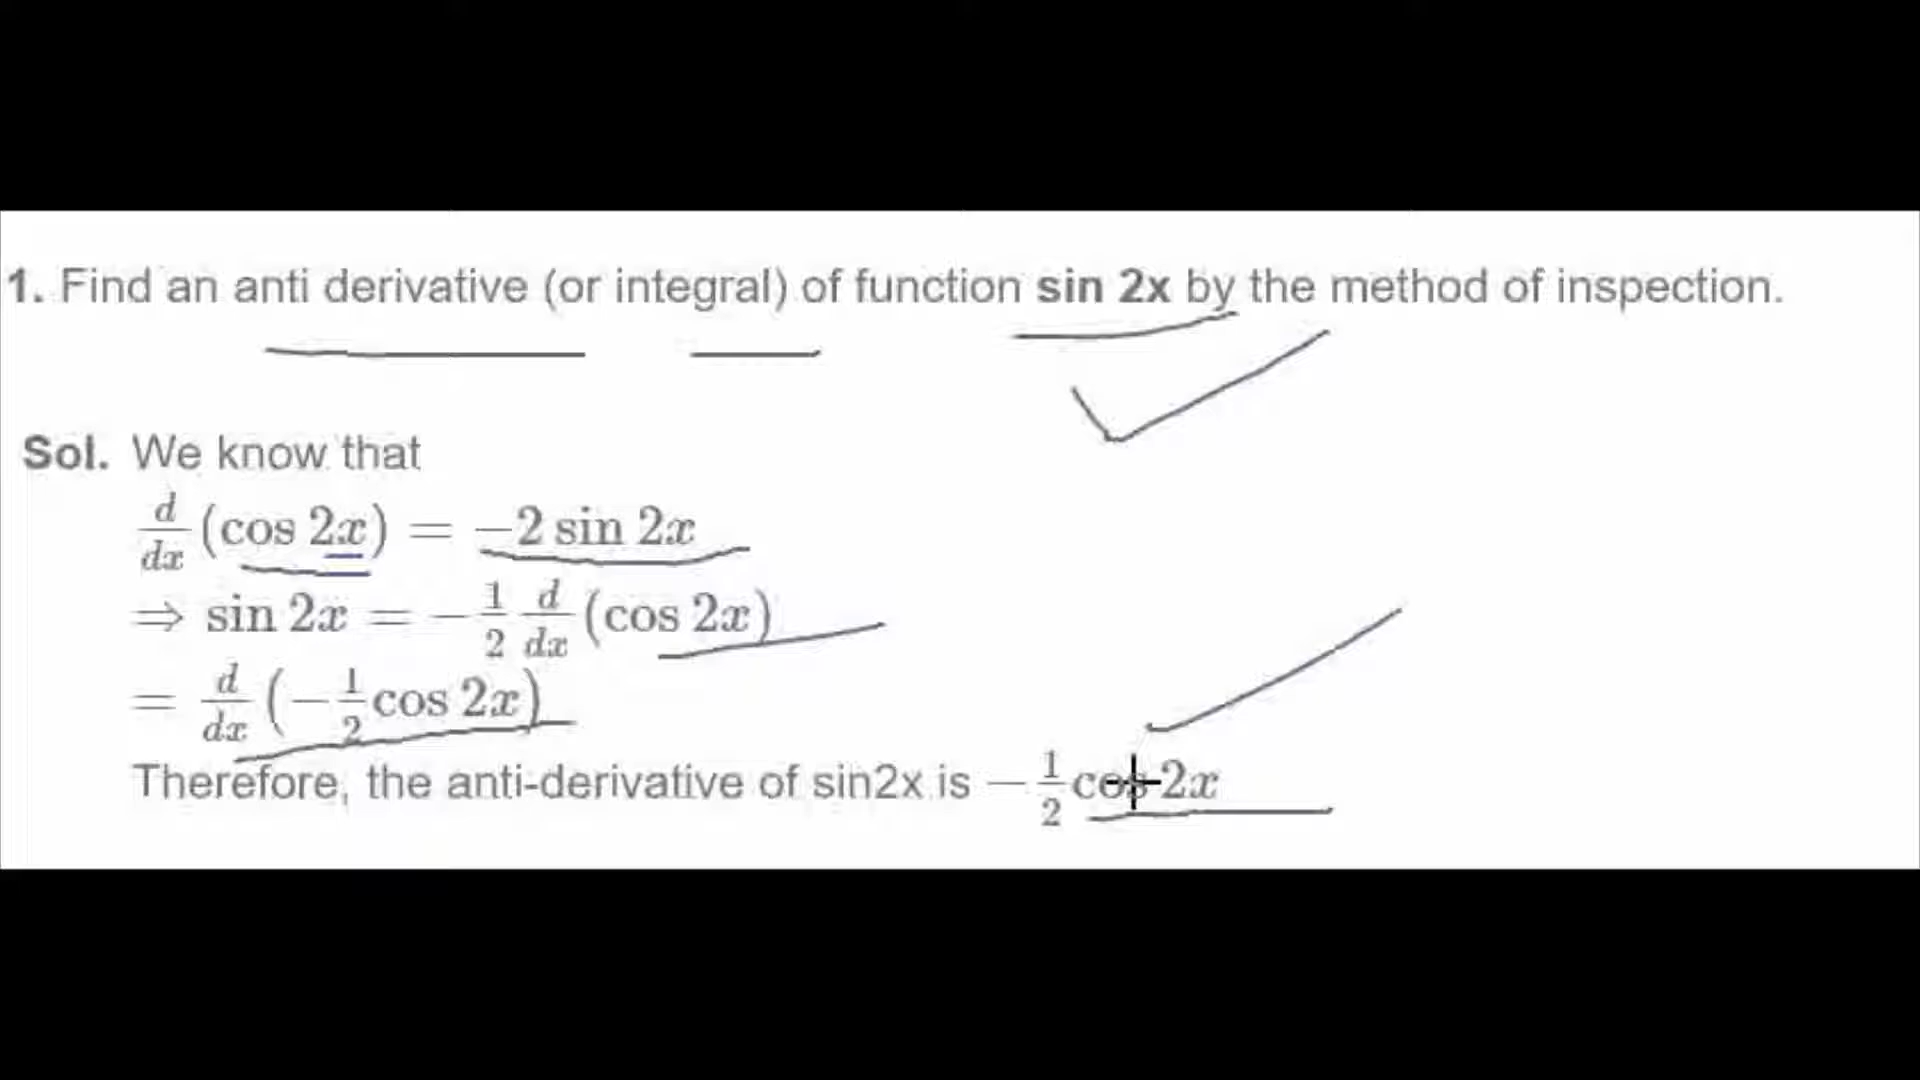 1. Find an anti derivative (or integral) of function sin 2x by the method of inspection.
Sol. We know that
d/dx (cos 2x) = −2 sin 2x
⇒ sin 2x = −1/2 d/dx (cos 2x)
= d/dx (−1/2 cos 2x)
Therefore, the anti-derivative of sin2x is −1/2 cos 2x